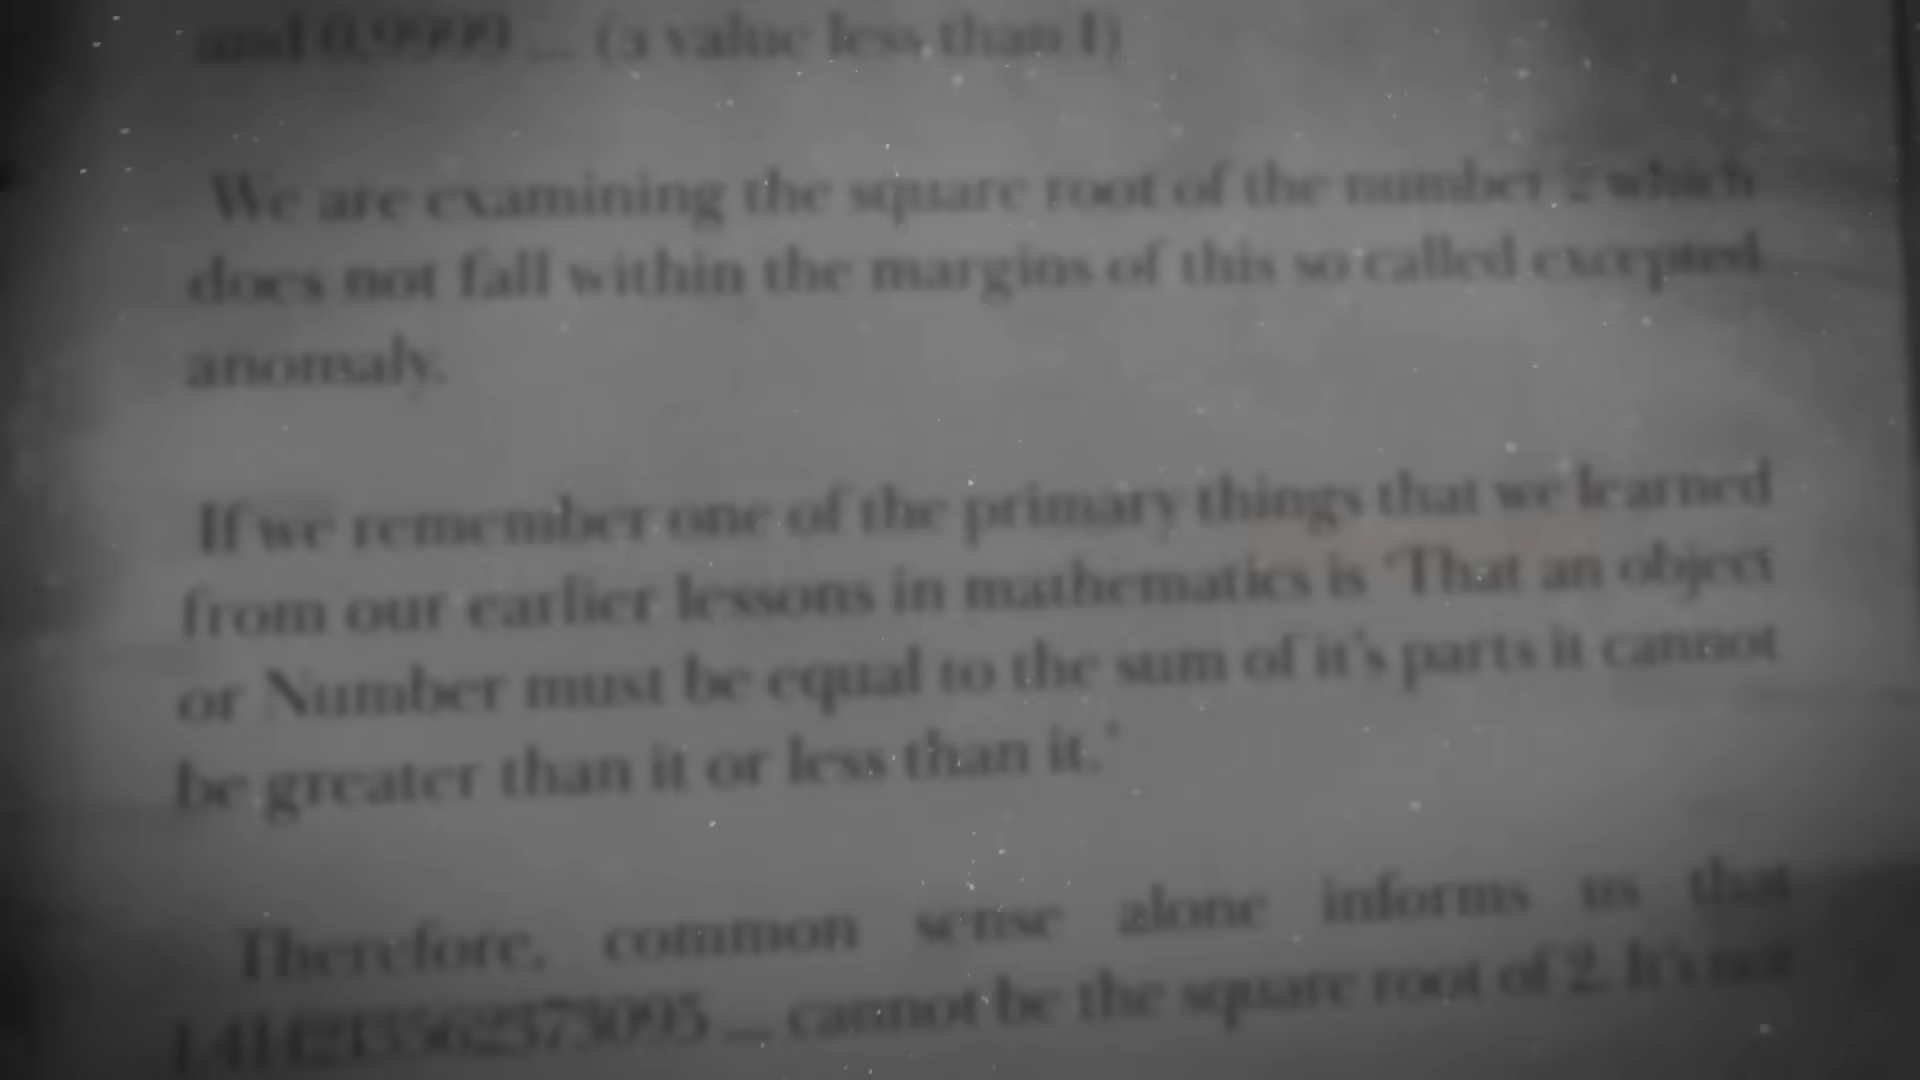 and 0.9999 ... (a value less than 1)
We are examining the square root of the number 2 which
does not fall within the margins of this so called excepted
anomaly.
If we remember one of the primary things that we learned
from our earlier lessons in mathematics is 'That an object
or Number must be equal to the sum of it's parts it cannot
be greater than it or less than it.'
Therefore, common sense alone informs us that
1.414213562373095 ... cannot be the square root of 2. It's not